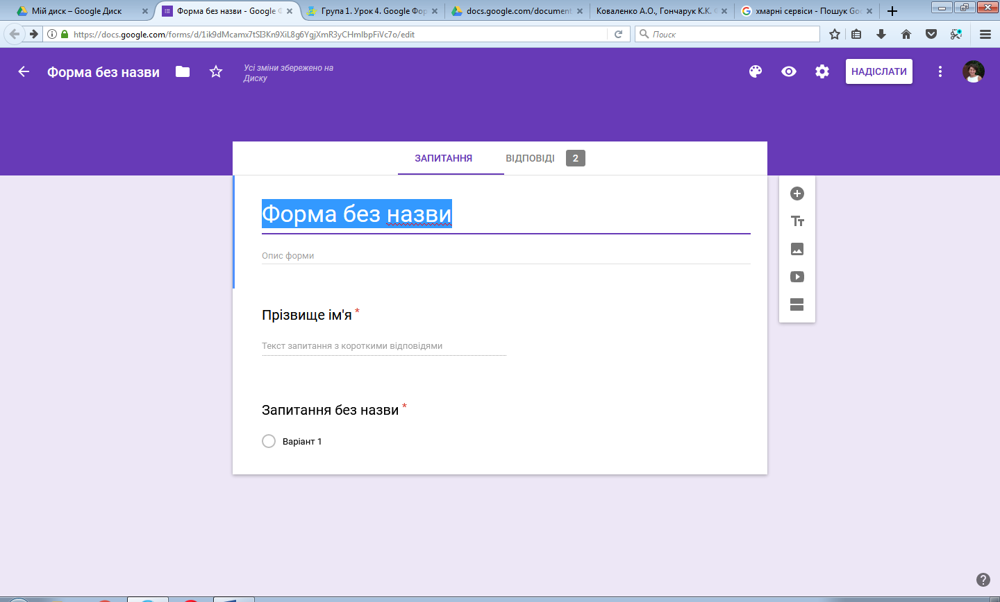 Мій диск – Google Диск
Форма без назви - Google Ф
Група 1. Урок 4. Google Фор
docs.google.com/document
Коваленко А.О., Гончарук К.К.
хмарні сервіси - Пошук Goo
https://docs.google.com/forms/d/1ik9dMcamx7tSI3Kn9XiL8g6YgjXmR3yCHmIbpFiVc7o/edit
Поиск
Форма без назви
Усі зміни збережено на
Диску
НАДІСЛАТИ
ЗАПИТАННЯ
ВІДПОВІДІ 2
Форма без назви
Опис форми
Прізвище ім'я *
Текст запитання з короткими відповідями
Запитання без назви *
Варіант 1